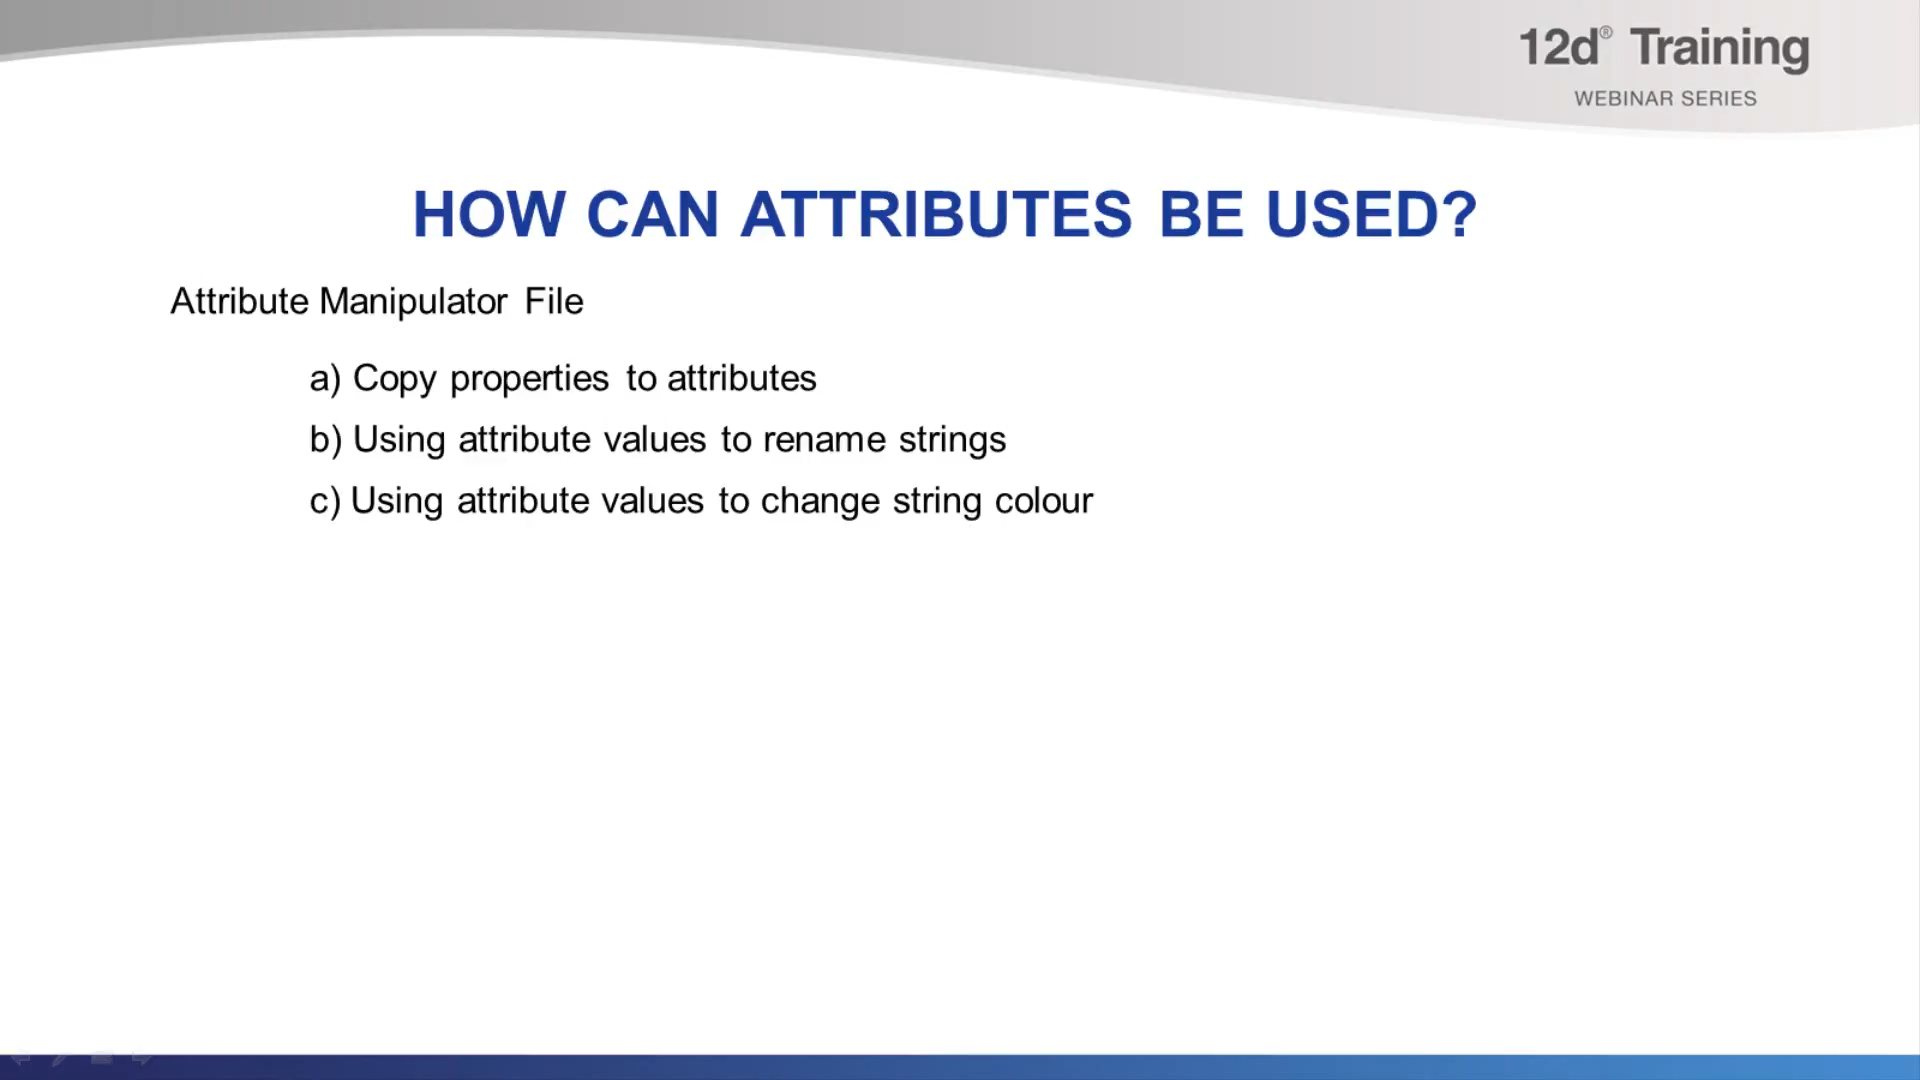 12d® Training
WEBINAR SERIES
HOW CAN ATTRIBUTES BE USED?
Attribute Manipulator File
a) Copy properties to attributes
b) Using attribute values to rename strings
c) Using attribute values to change string colour